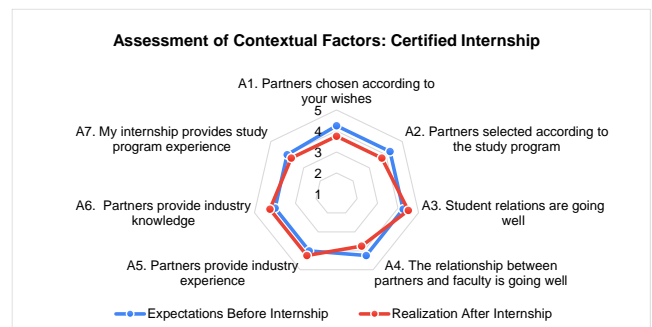 Assessment of Contextual Factors: Certified Internship
A1. Partners chosen according to
your wishes
A2. Partners selected according to
the study program
A3. Student relations are going
well
A4. The relationship between
partners and faculty is going well
A5. Partners provide industry
experience
A6. Partners provide industry
knowledge
A7. My internship provides study
program experience
5
4
3
2
1
Expectations Before Internship
Realization After Internship